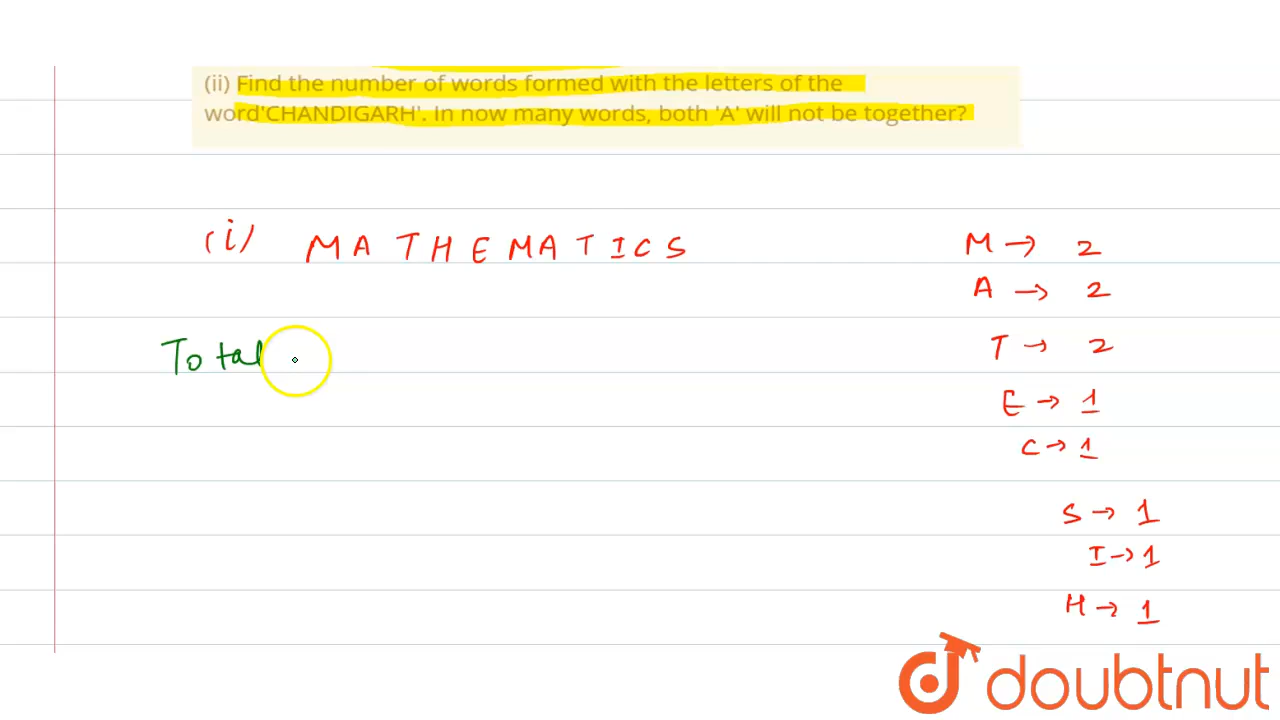 (ii) Find the number of words formed with the letters of the
word'CHANDIGARH'. In now many words, both 'A' will not be together?
(i) MATHEMATICS
M → 2
A → 2
Total
T → 2
E → 1
C → 1
S → 1
I → 1
H → 1
doubtnut